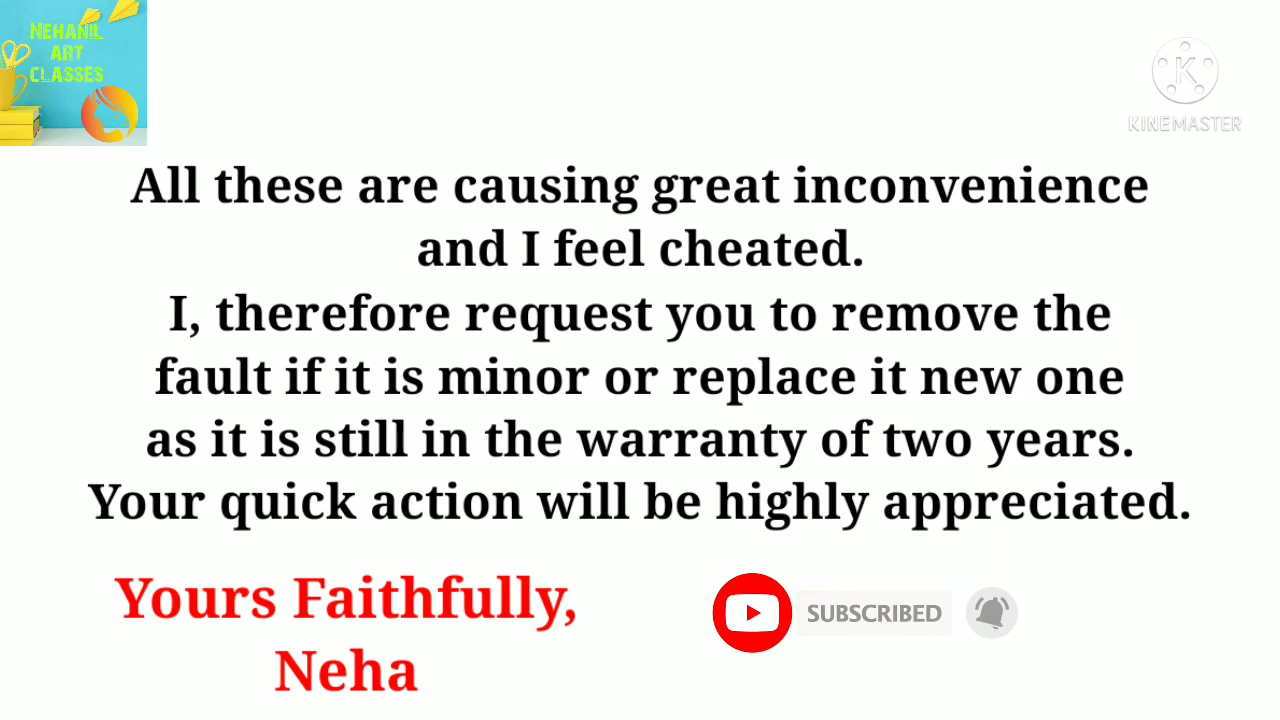 NEHANIL
ART
CLASSES
KINEMASTER
All these are causing great inconvenience
and I feel cheated.
I, therefore request you to remove the
fault if it is minor or replace it new one
as it is still in the warranty of two years.
Your quick action will be highly appreciated.
Yours Faithfully,
Neha
SUBSCRIBED